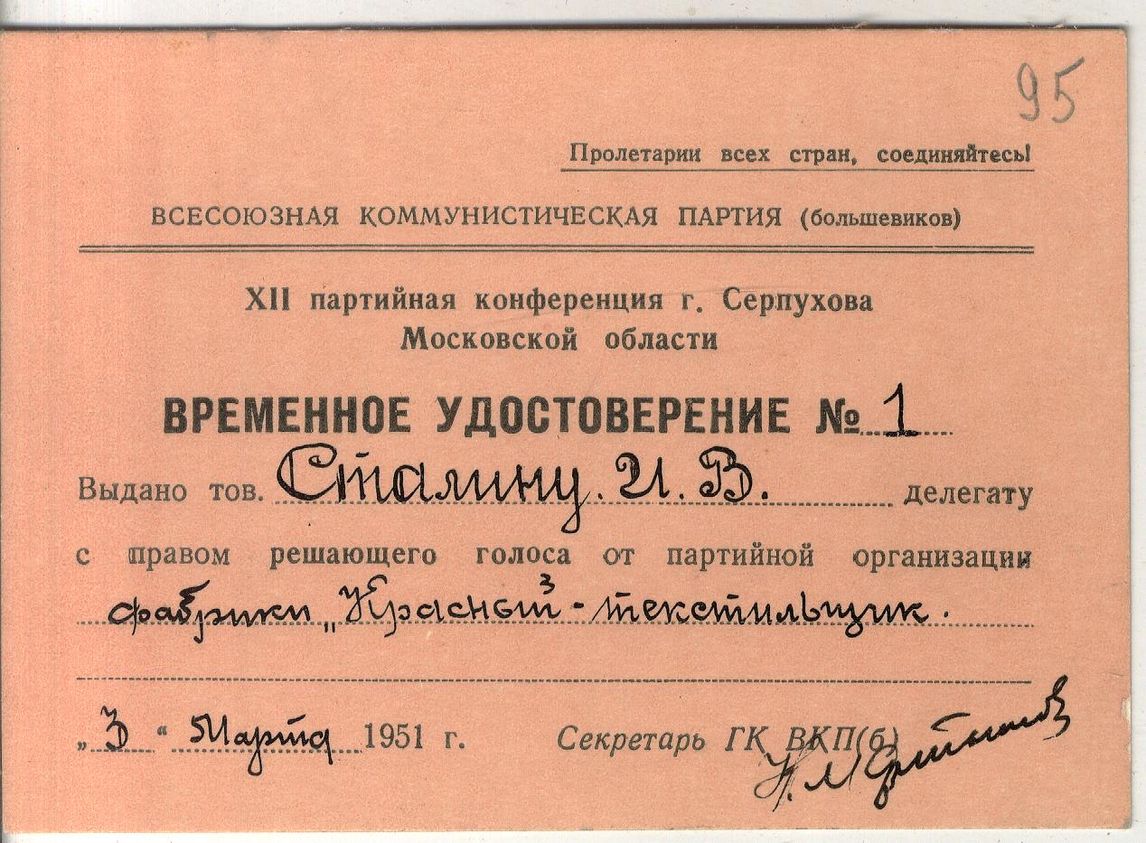 95
Пролетарии всех стран, соединяйтесь!
ВСЕСОЮЗНАЯ КОММУНИСТИЧЕСКАЯ ПАРТИЯ (большевиков)
XII партийная конференция г. Серпухова
Московской области
ВРЕМЕННОЕ УДОСТОВЕРЕНИЕ № 1
Выдано тов. Сталину. И. В. делегату
с правом решающего голоса от партийной организации
фабрики „Красный - текстильщик.
„3“ Марта 1951 г. Секретарь ГК ВКП(б)